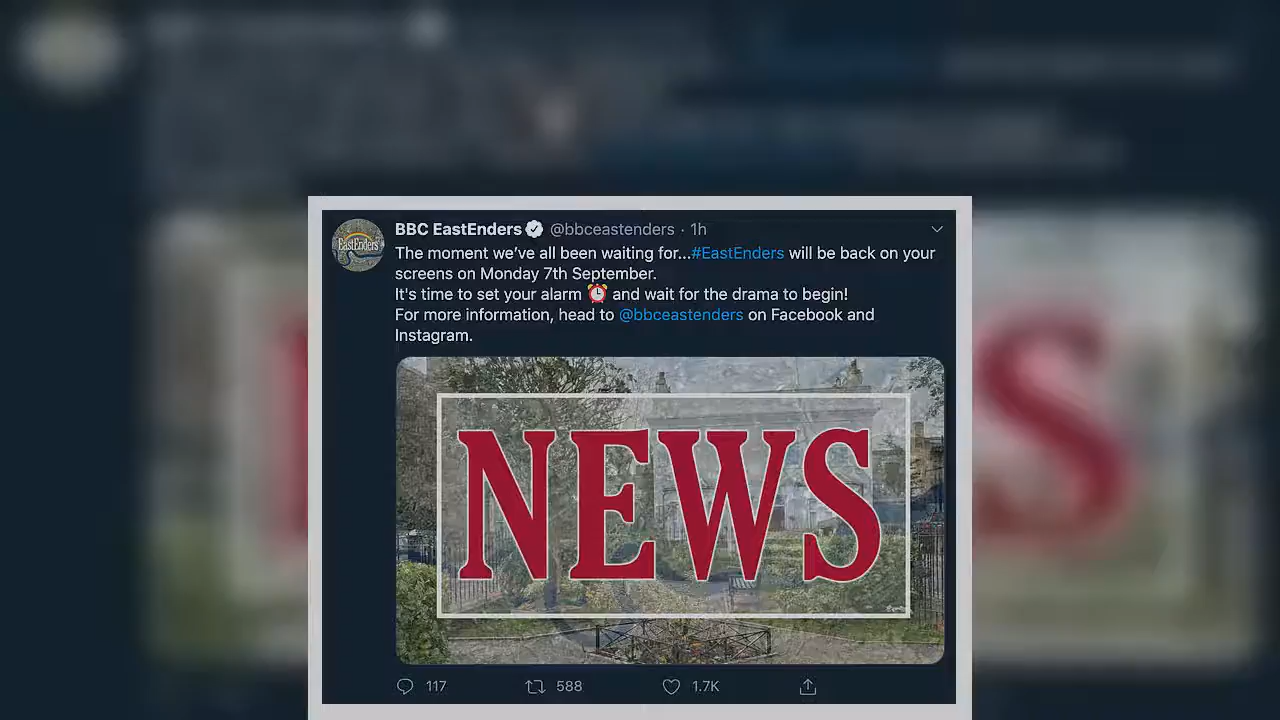 EastEnders
BBC EastEnders @bbceastenders · 1h
The moment we've all been waiting for...#EastEnders will be back on your
screens on Monday 7th September.
It's time to set your alarm ⏰ and wait for the drama to begin!
For more information, head to @bbceastenders on Facebook and
Instagram.
NEWS
117 588 1.7K